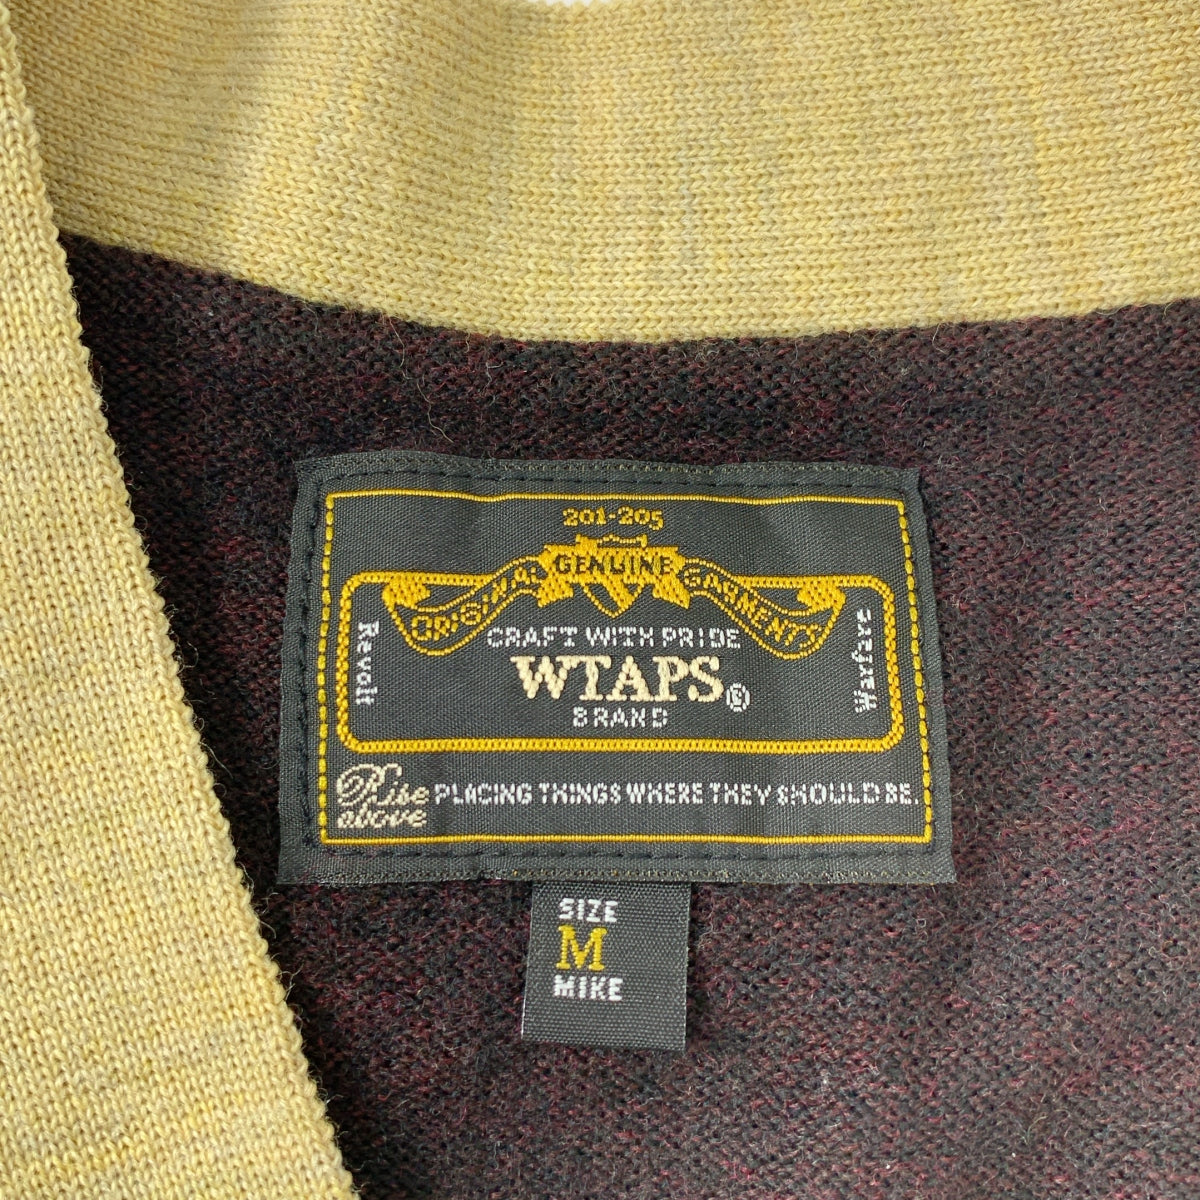 201-205
ORIGINAL GENUINE GARMENTS
CRAFT WITH PRIDE
WTAPS®
BRAND
Revolt
Warfare
Rise above
PLACING THINGS WHERE THEY SHOULD BE.
SIZE
M
MIKE